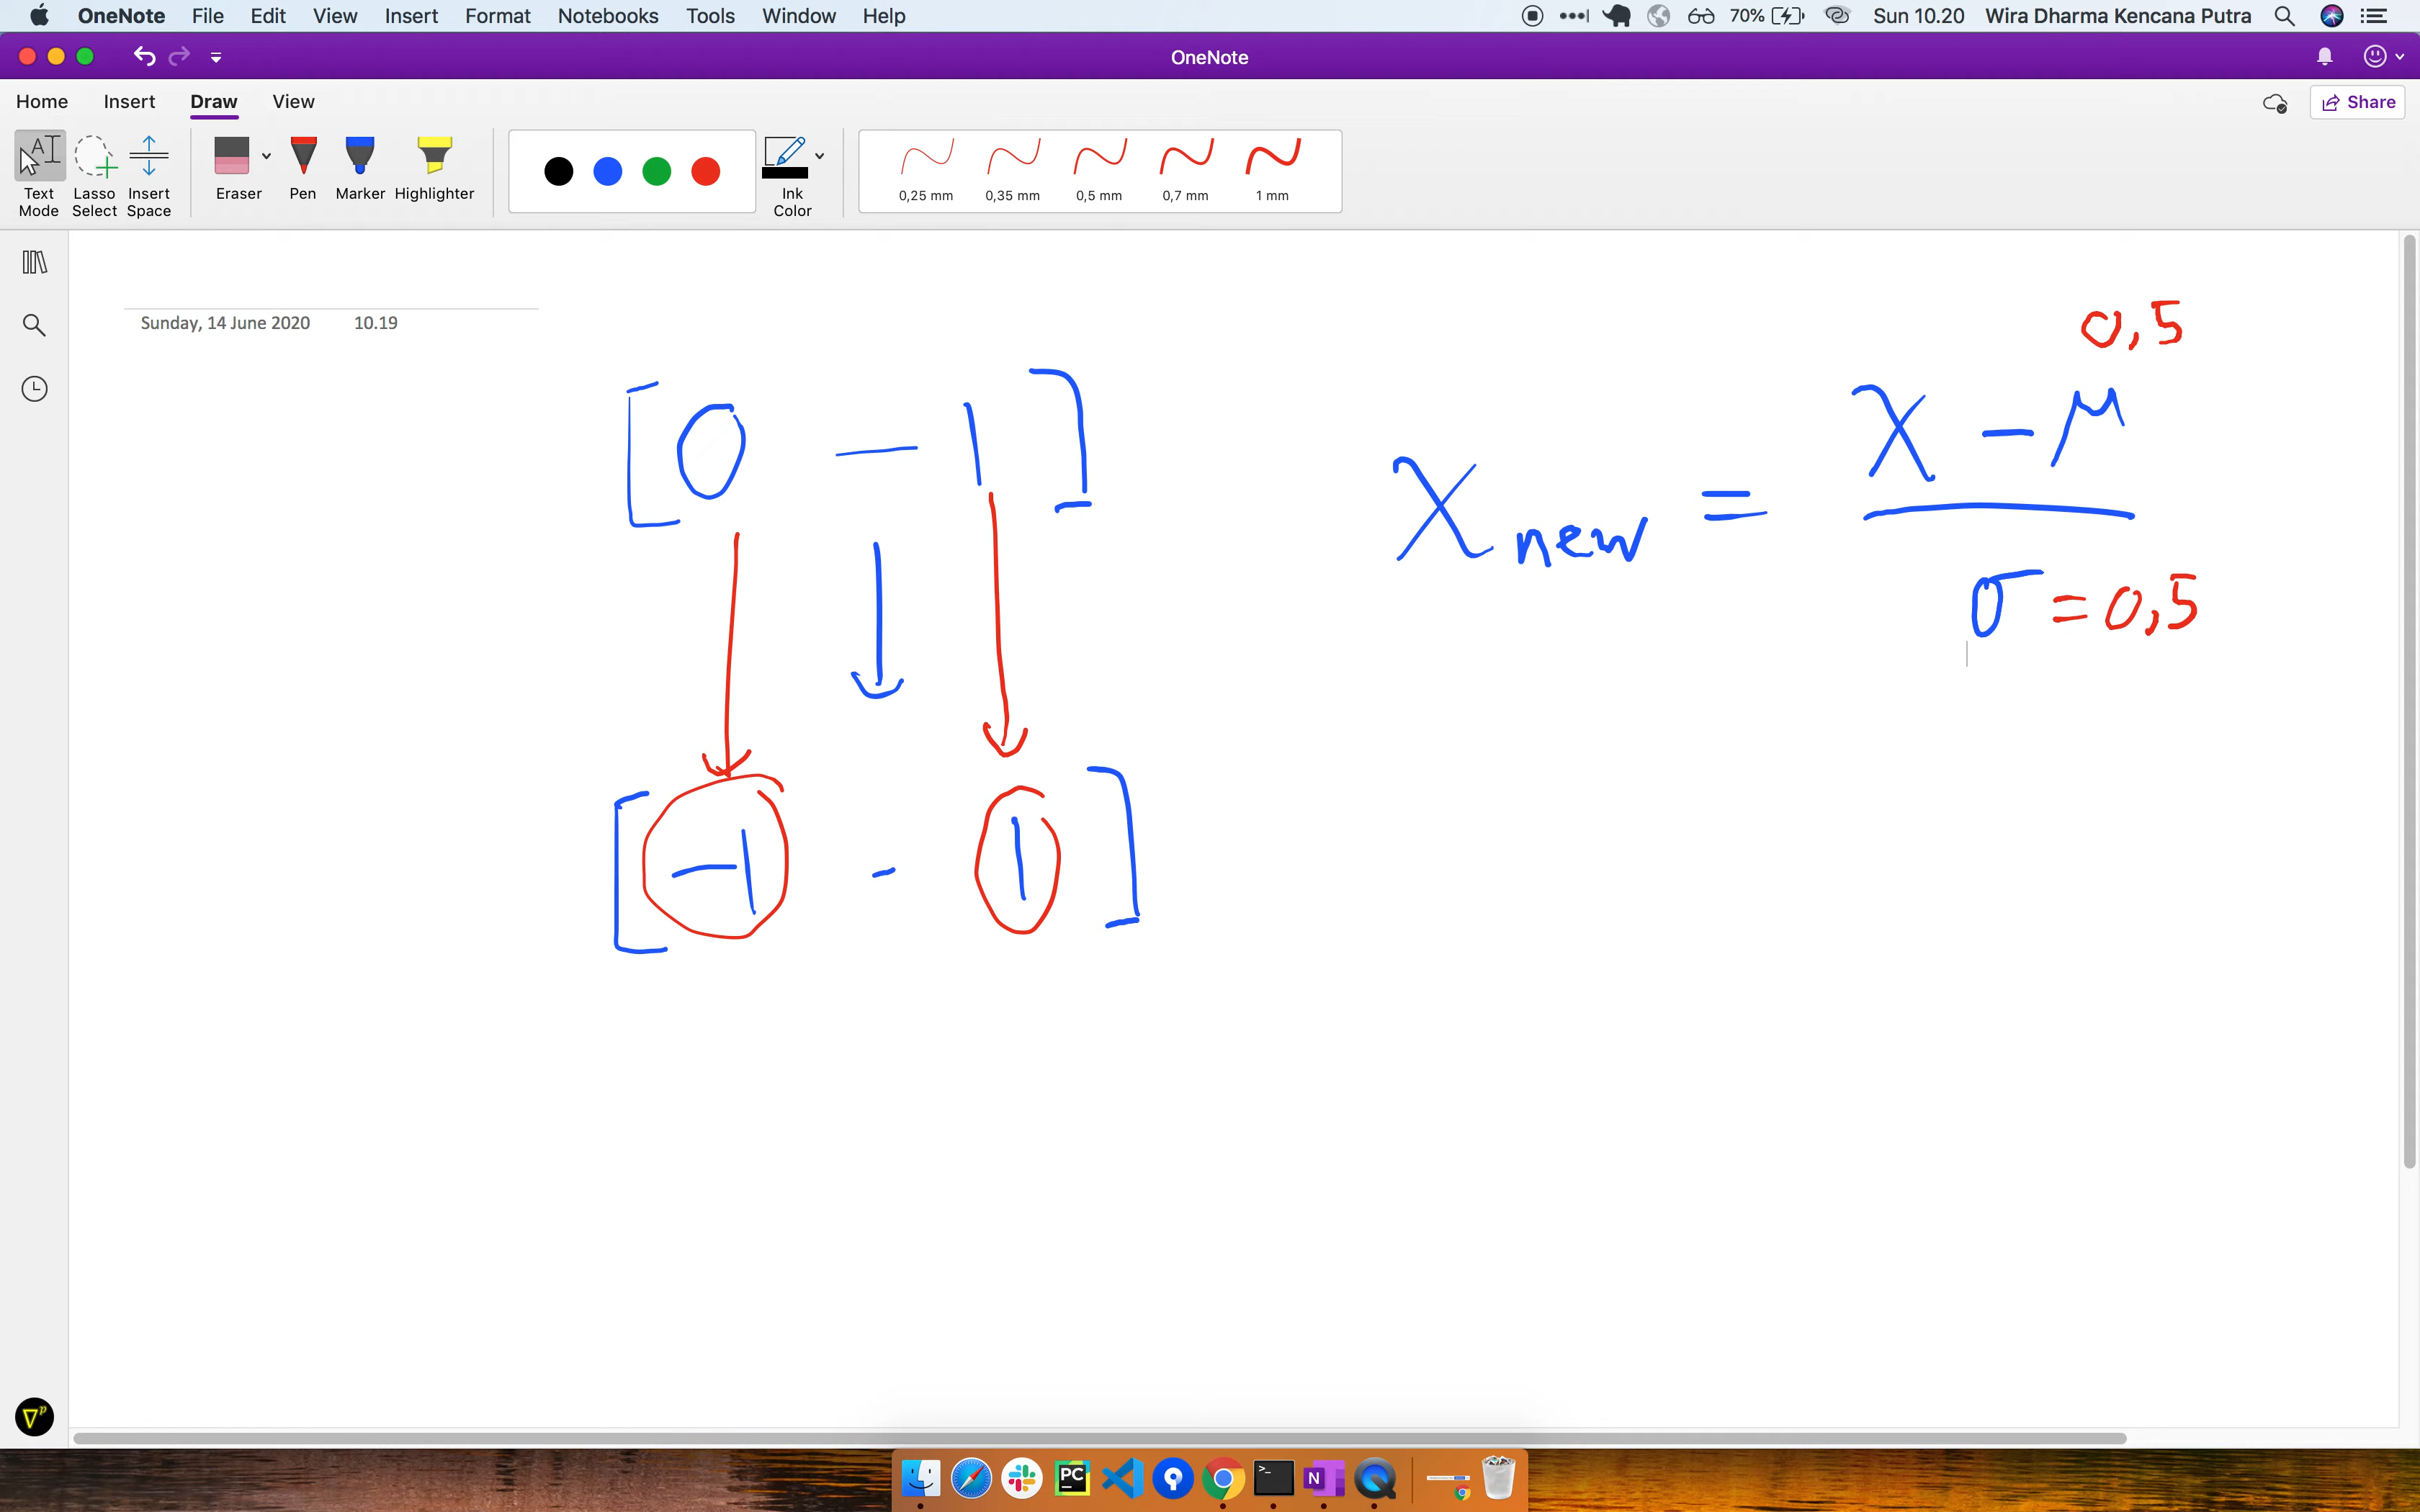 OneNote File Edit View Insert Format Notebooks Tools Window Help 70% Sun 10.20 Wira Dharma Kencana Putra
OneNote
Home Insert Draw View Share
Text Mode
Lasso Select
Insert Space
Eraser
Pen
Marker
Highlighter
Ink Color
0,25 mm
0,35 mm
0,5 mm
0,7 mm
1 mm
Sunday, 14 June 2020 10.19
[0 — 1]
[-1 - 1]
0,5
X - μ
X new =
σ = 0,5
∇p
PC
>_
N